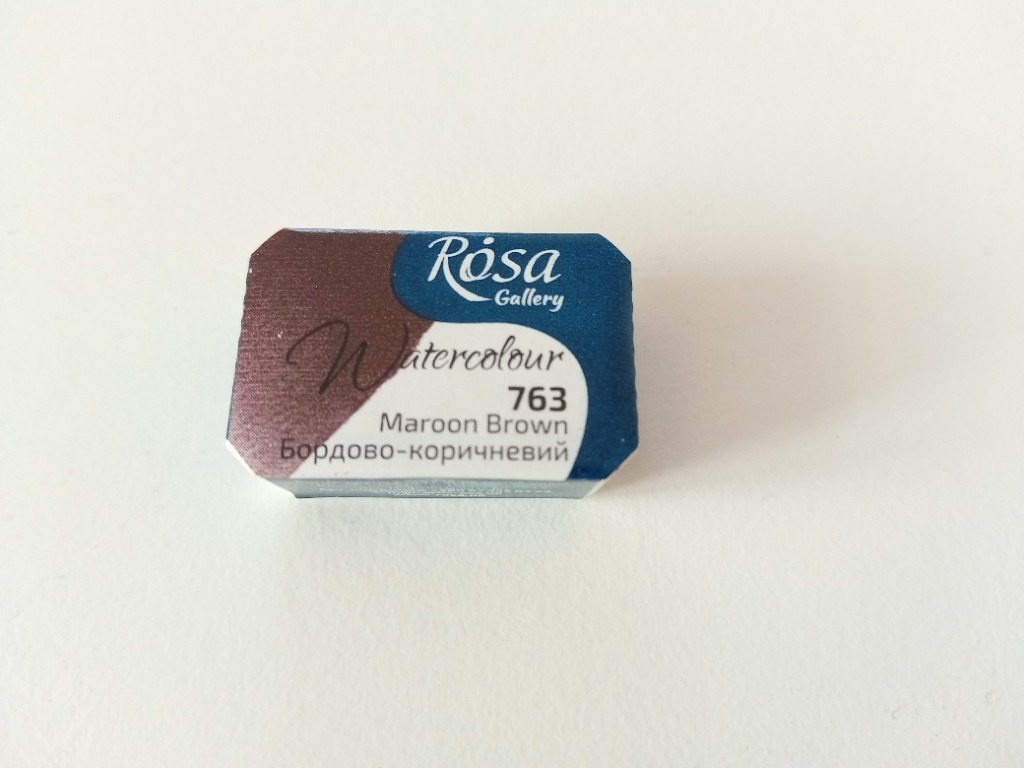 Rosa
Gallery
Watercolour
763
Maroon Brown
Бордово-коричневий